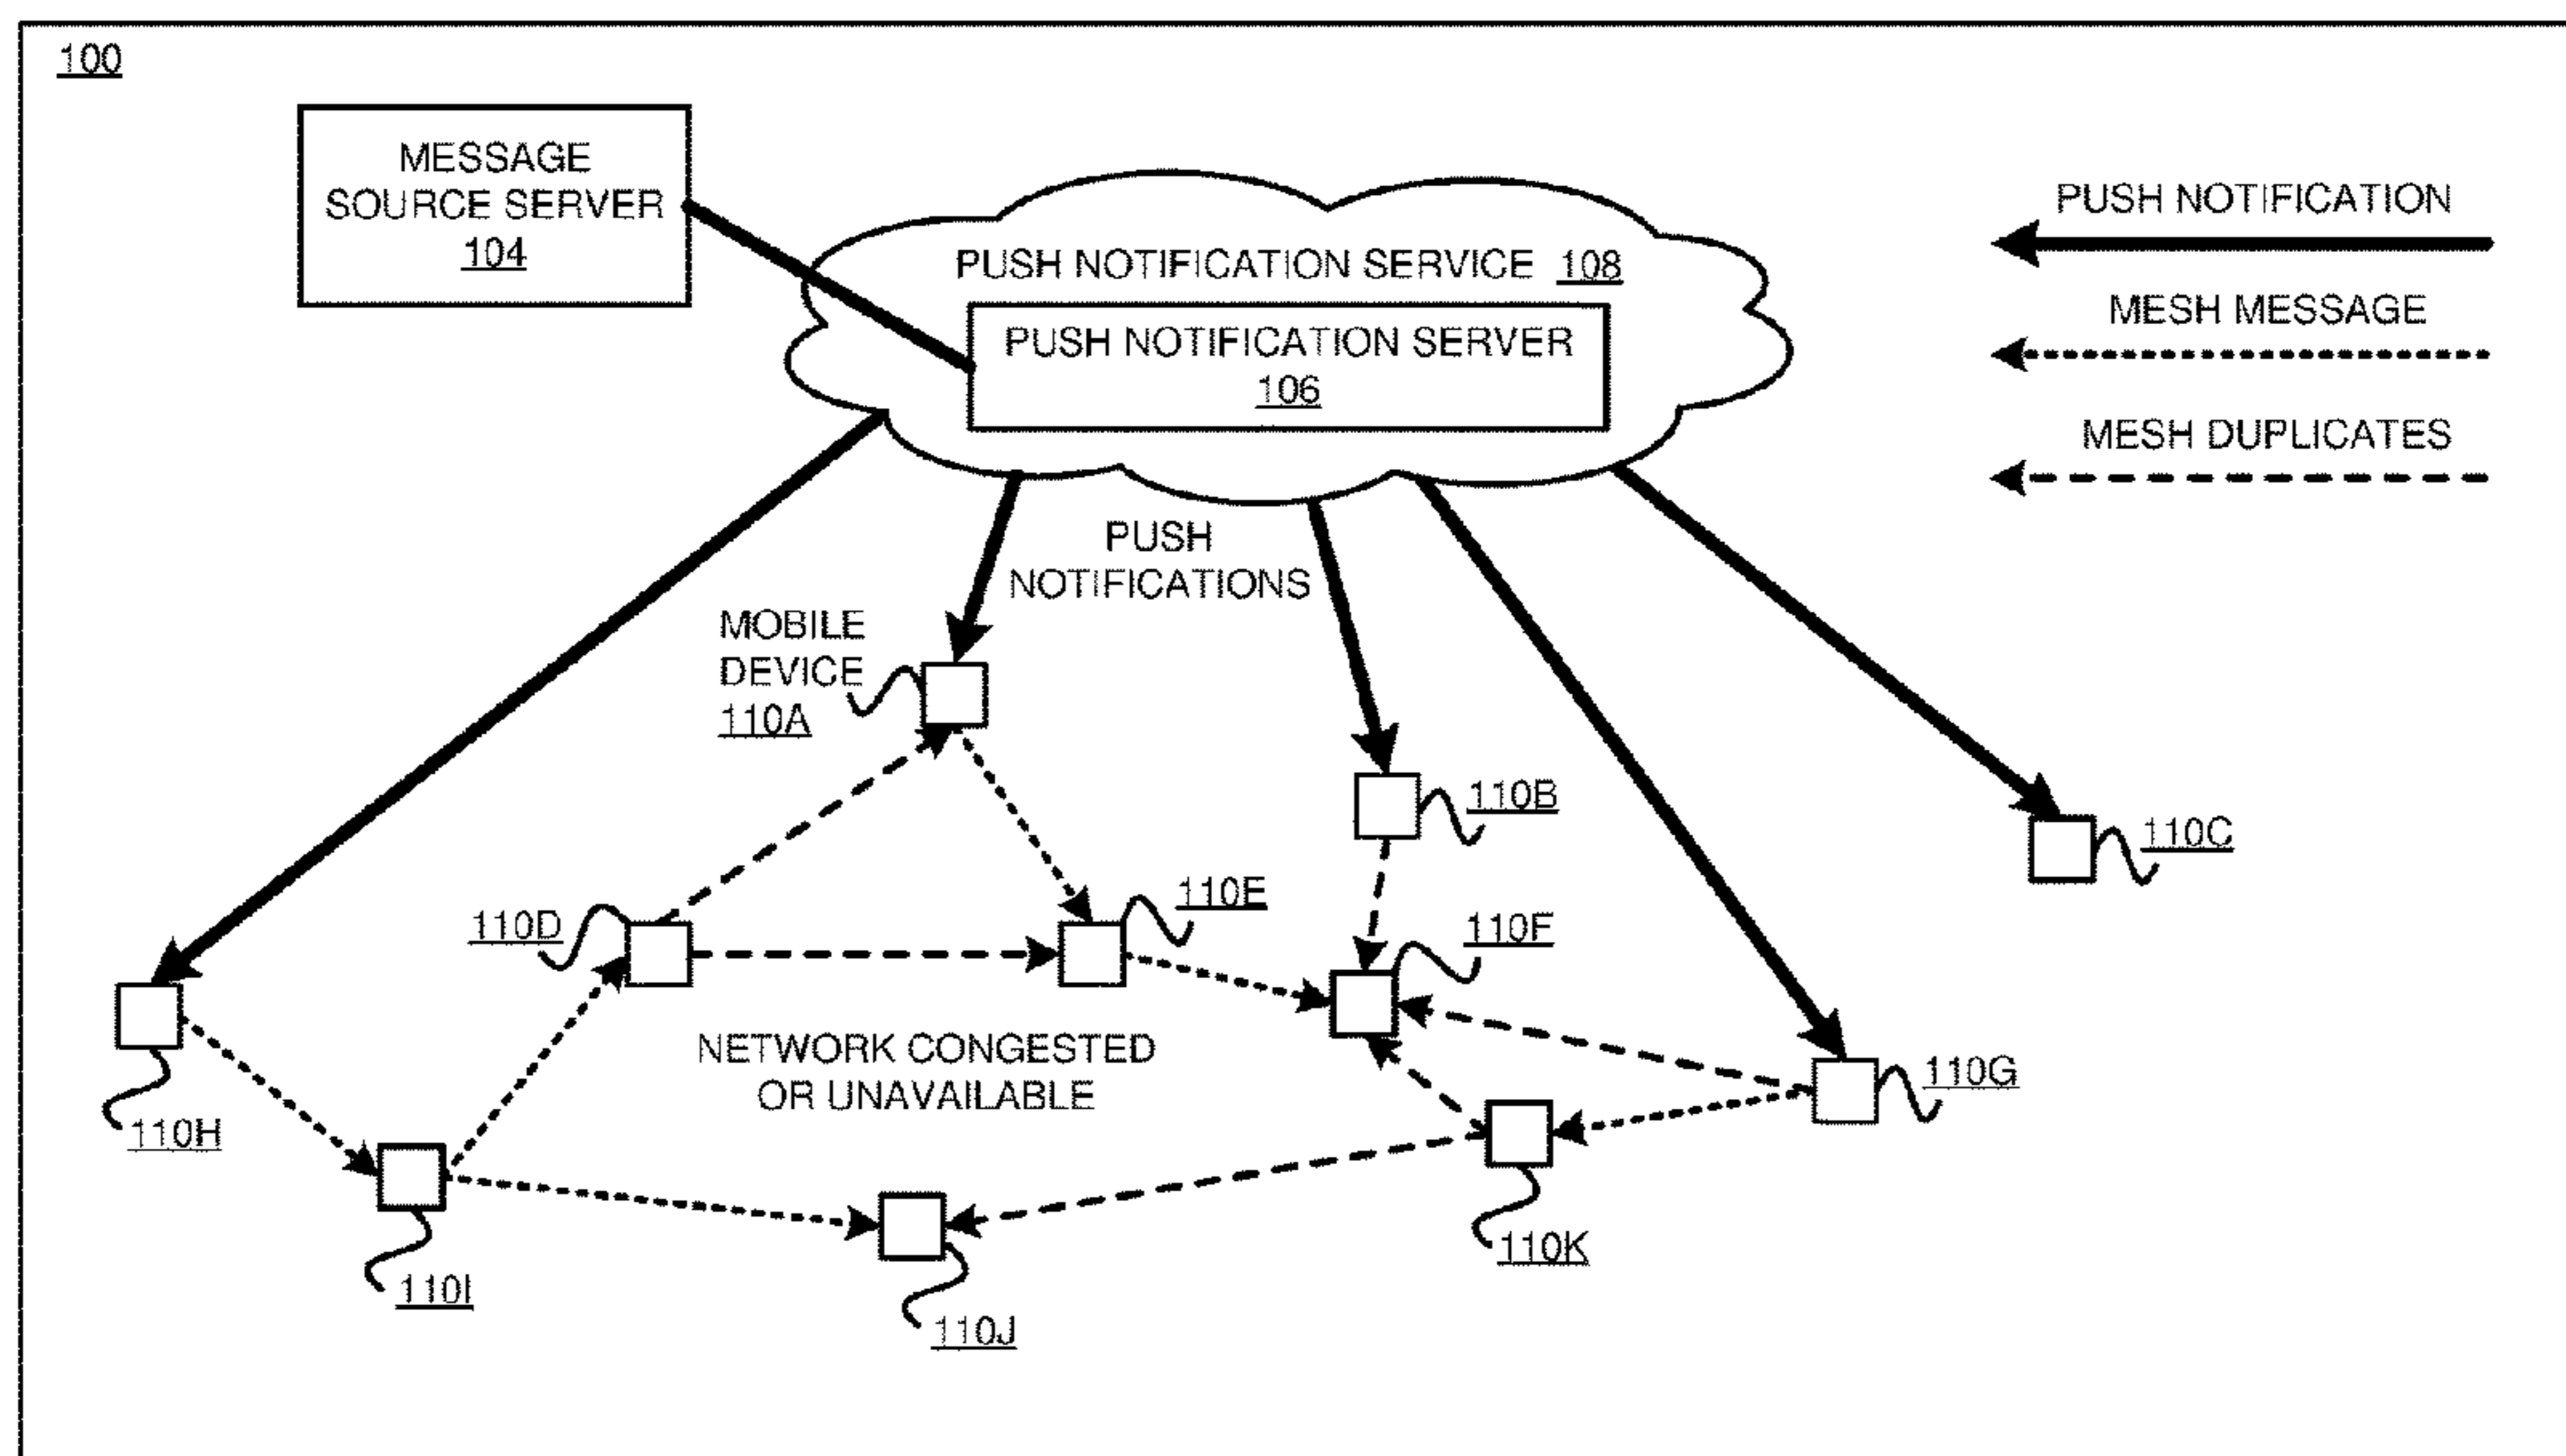 100
MESSAGE
SOURCE SERVER
104
PUSH NOTIFICATION SERVICE 108
PUSH NOTIFICATION SERVER
106
PUSH NOTIFICATION
MESH MESSAGE
MESH DUPLICATES
PUSH
NOTIFICATIONS
MOBILE
DEVICE
110A
110B
110C
110D
110E
110F
NETWORK CONGESTED
OR UNAVAILABLE
110G
110H
110I
110J
110K